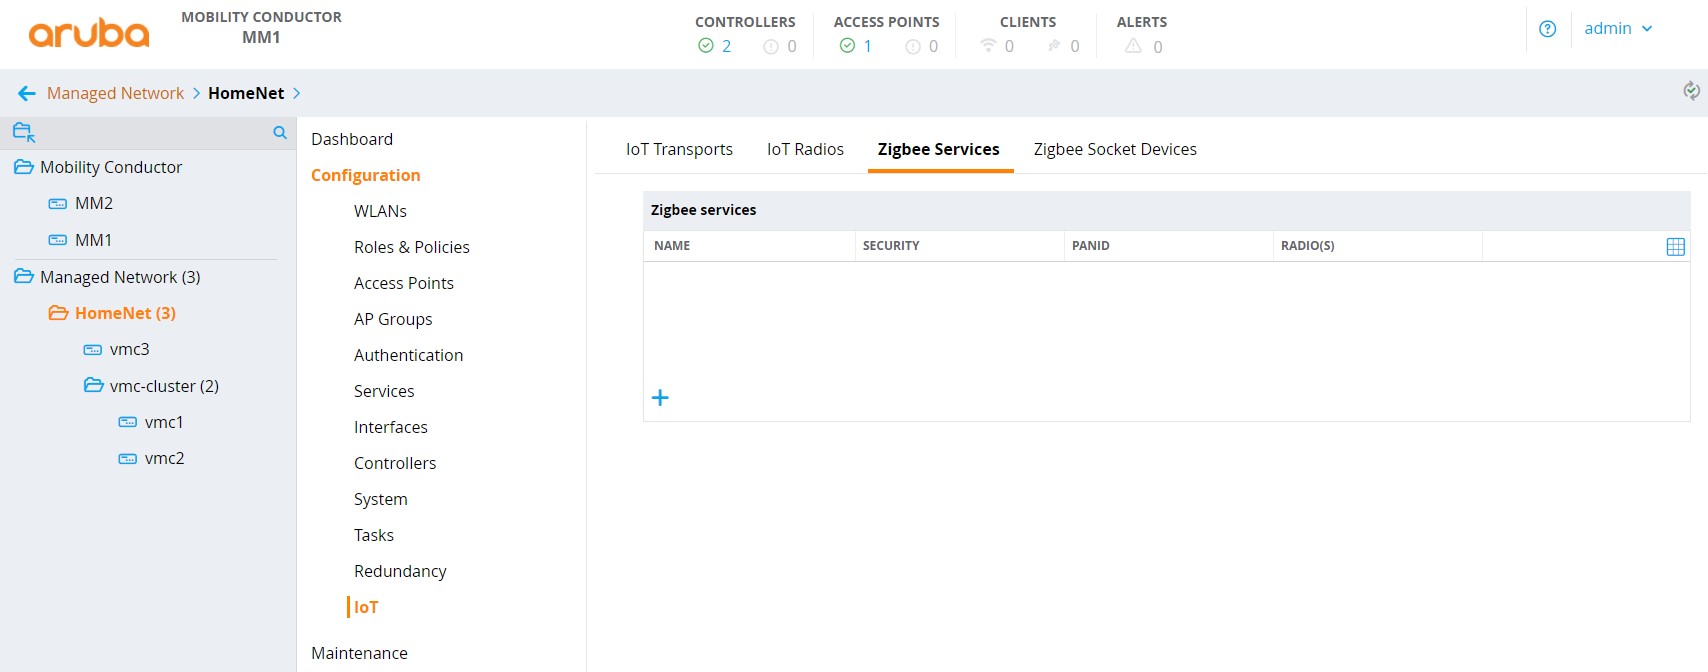 aruba
MOBILITY CONDUCTOR
MM1
CONTROLLERS
2 0
ACCESS POINTS
1 0
CLIENTS
0 0
ALERTS
0
admin
Managed Network > HomeNet >
Mobility Conductor
MM2
MM1
Managed Network (3)
HomeNet (3)
vmc3
vmc-cluster (2)
vmc1
vmc2
Dashboard
Configuration
WLANs
Roles & Policies
Access Points
AP Groups
Authentication
Services
Interfaces
Controllers
System
Tasks
Redundancy
IoT
Maintenance
IoT Transports IoT Radios Zigbee Services Zigbee Socket Devices
Zigbee services
NAME SECURITY PANID RADIO(S)